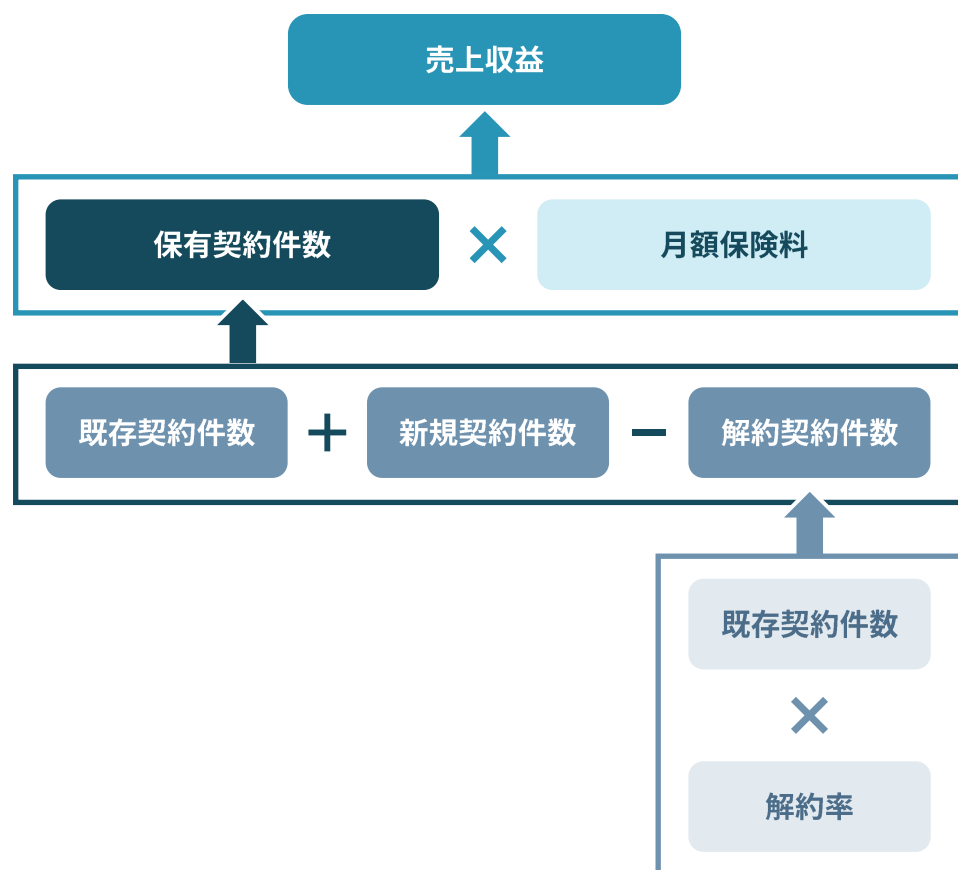 売上収益
保有契約件数 × 月額保険料
既存契約件数 + 新規契約件数 − 解約契約件数
既存契約件数
×
解約率